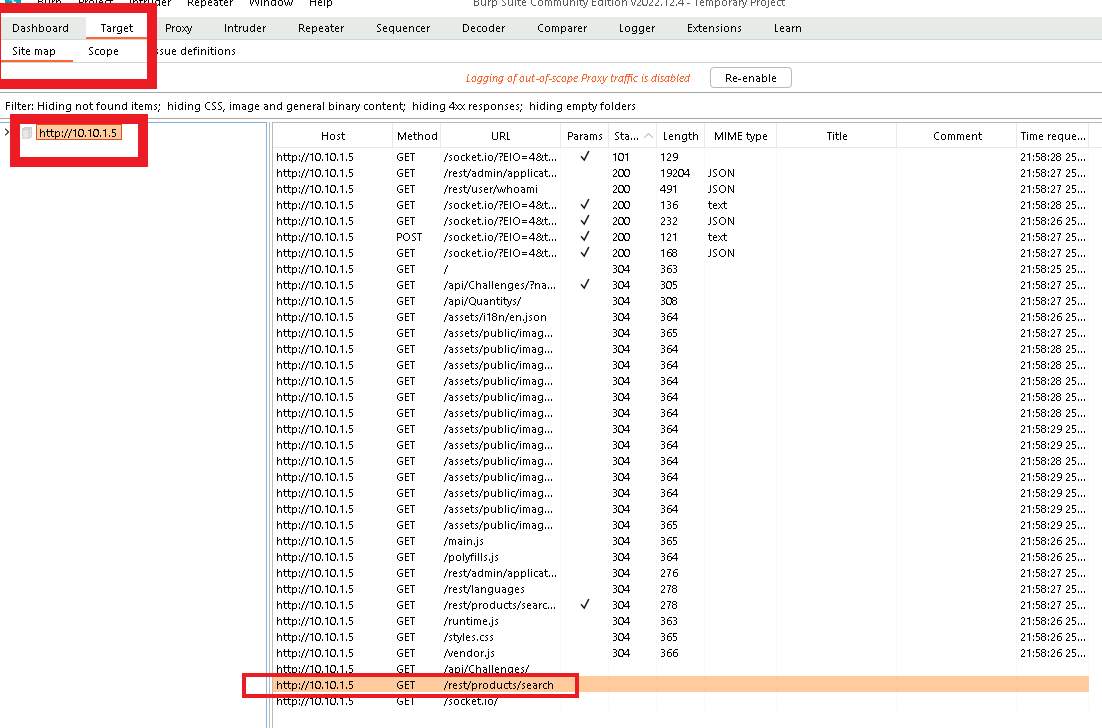 Burp Project Intruder Repeater Window Help Burp Suite Community Edition v2022.12.4 - Temporary Project
Dashboard Target Proxy Intruder Repeater Sequencer Decoder Comparer Logger Extensions Learn
Site map Scope ssue definitions
Logging of out-of-scope Proxy traffic is disabled Re-enable
Filter: Hiding not found items; hiding CSS, image and general binary content; hiding 4xx responses; hiding empty folders
http://10.10.1.5
Host Method URL Params Sta... Length MIME type Title Comment Time reque...
http://10.10.1.5 GET /socket.io/?EIO=4&t... ✓ 101 129 21:58:28 25...
http://10.10.1.5 GET /rest/admin/applicat... 200 19204 JSON 21:58:27 25...
http://10.10.1.5 GET /rest/user/whoami 200 491 JSON 21:58:27 25...
http://10.10.1.5 GET /socket.io/?EIO=4&t... ✓ 200 136 text 21:58:28 25...
http://10.10.1.5 GET /socket.io/?EIO=4&t... ✓ 200 232 JSON 21:58:26 25...
http://10.10.1.5 POST /socket.io/?EIO=4&t... ✓ 200 121 text 21:58:27 25...
http://10.10.1.5 GET /socket.io/?EIO=4&t... ✓ 200 168 JSON 21:58:27 25...
http://10.10.1.5 GET / 304 363 21:58:25 25...
http://10.10.1.5 GET /api/Challenges/?na... ✓ 304 305 21:58:27 25...
http://10.10.1.5 GET /api/Quantitys/ 304 308 21:58:27 25...
http://10.10.1.5 GET /assets/i18n/en.json 304 364 21:58:26 25...
http://10.10.1.5 GET /assets/public/imag... 304 365 21:58:27 25...
http://10.10.1.5 GET /assets/public/imag... 304 364 21:58:28 25...
http://10.10.1.5 GET /assets/public/imag... 304 364 21:58:28 25...
http://10.10.1.5 GET /assets/public/imag... 304 364 21:58:28 25...
http://10.10.1.5 GET /assets/public/imag... 304 364 21:58:28 25...
http://10.10.1.5 GET /assets/public/imag... 304 364 21:58:28 25...
http://10.10.1.5 GET /assets/public/imag... 304 364 21:58:29 25...
http://10.10.1.5 GET /assets/public/imag... 304 364 21:58:29 25...
http://10.10.1.5 GET /assets/public/imag... 304 364 21:58:28 25...
http://10.10.1.5 GET /assets/public/imag... 304 364 21:58:29 25...
http://10.10.1.5 GET /assets/public/imag... 304 364 21:58:29 25...
http://10.10.1.5 GET /assets/public/imag... 304 364 21:58:29 25...
http://10.10.1.5 GET /assets/public/imag... 304 365 21:58:29 25...
http://10.10.1.5 GET /main.js 304 365 21:58:26 25...
http://10.10.1.5 GET /polyfills.js 304 364 21:58:26 25...
http://10.10.1.5 GET /rest/admin/applicat... 304 276 21:58:27 25...
http://10.10.1.5 GET /rest/languages 304 278 21:58:27 25...
http://10.10.1.5 GET /rest/products/searc... ✓ 304 278 21:58:27 25...
http://10.10.1.5 GET /runtime.js 304 363 21:58:26 25...
http://10.10.1.5 GET /styles.css 304 365 21:58:26 25...
http://10.10.1.5 GET /vendor.js 304 366 21:58:26 25...
http://10.10.1.5 GET /api/Challenges/
http://10.10.1.5 GET /rest/products/search
http://10.10.1.5 GET /socket.io/